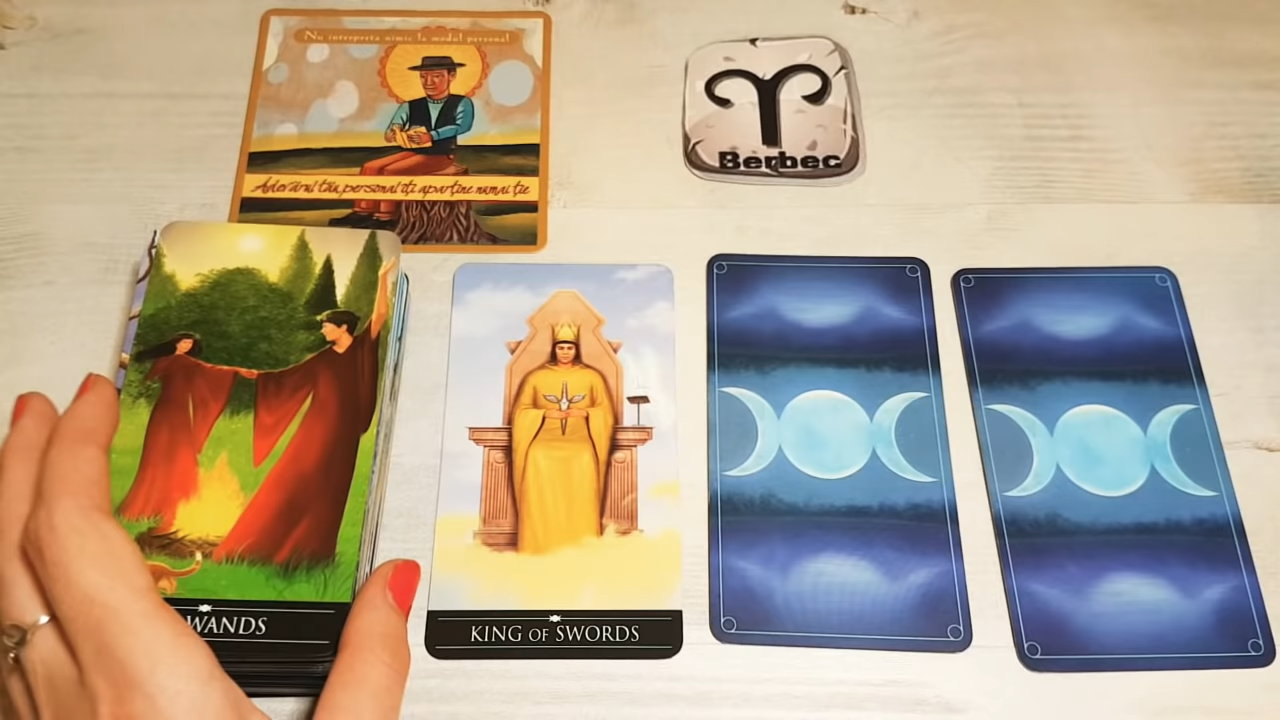 Nu interpreta nimic la modul personal
Adevărul tău personal îți aparține numai ție
Berbec
WANDS
KING OF SWORDS